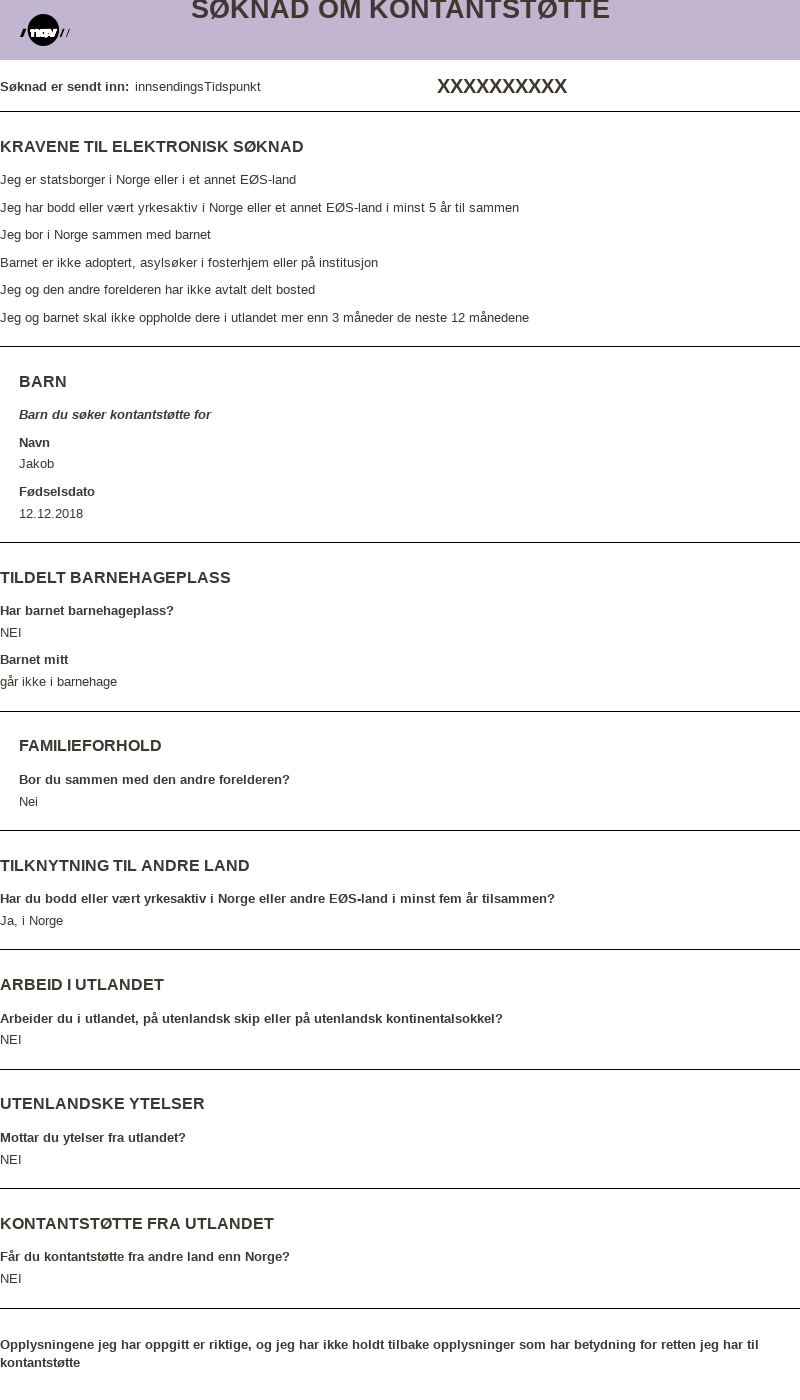 SØKNAD OM KONTANTSTØTTE
nav
Søknad er sendt inn: innsendingsTidspunkt XXXXXXXXXX
KRAVENE TIL ELEKTRONISK SØKNAD
Jeg er statsborger i Norge eller i et annet EØS-land
Jeg har bodd eller vært yrkesaktiv i Norge eller et annet EØS-land i minst 5 år til sammen
Jeg bor i Norge sammen med barnet
Barnet er ikke adoptert, asylsøker i fosterhjem eller på institusjon
Jeg og den andre forelderen har ikke avtalt delt bosted
Jeg og barnet skal ikke oppholde dere i utlandet mer enn 3 måneder de neste 12 månedene
BARN
Barn du søker kontantstøtte for
Navn
Jakob
Fødselsdato
12.12.2018
TILDELT BARNEHAGEPLASS
Har barnet barnehageplass?
NEI
Barnet mitt
går ikke i barnehage
FAMILIEFORHOLD
Bor du sammen med den andre forelderen?
Nei
TILKNYTNING TIL ANDRE LAND
Har du bodd eller vært yrkesaktiv i Norge eller andre EØS-land i minst fem år tilsammen?
Ja, i Norge
ARBEID I UTLANDET
Arbeider du i utlandet, på utenlandsk skip eller på utenlandsk kontinentalsokkel?
NEI
UTENLANDSKE YTELSER
Mottar du ytelser fra utlandet?
NEI
KONTANTSTØTTE FRA UTLANDET
Får du kontantstøtte fra andre land enn Norge?
NEI
Opplysningene jeg har oppgitt er riktige, og jeg har ikke holdt tilbake opplysninger som har betydning for retten jeg har til
kontantstøtte